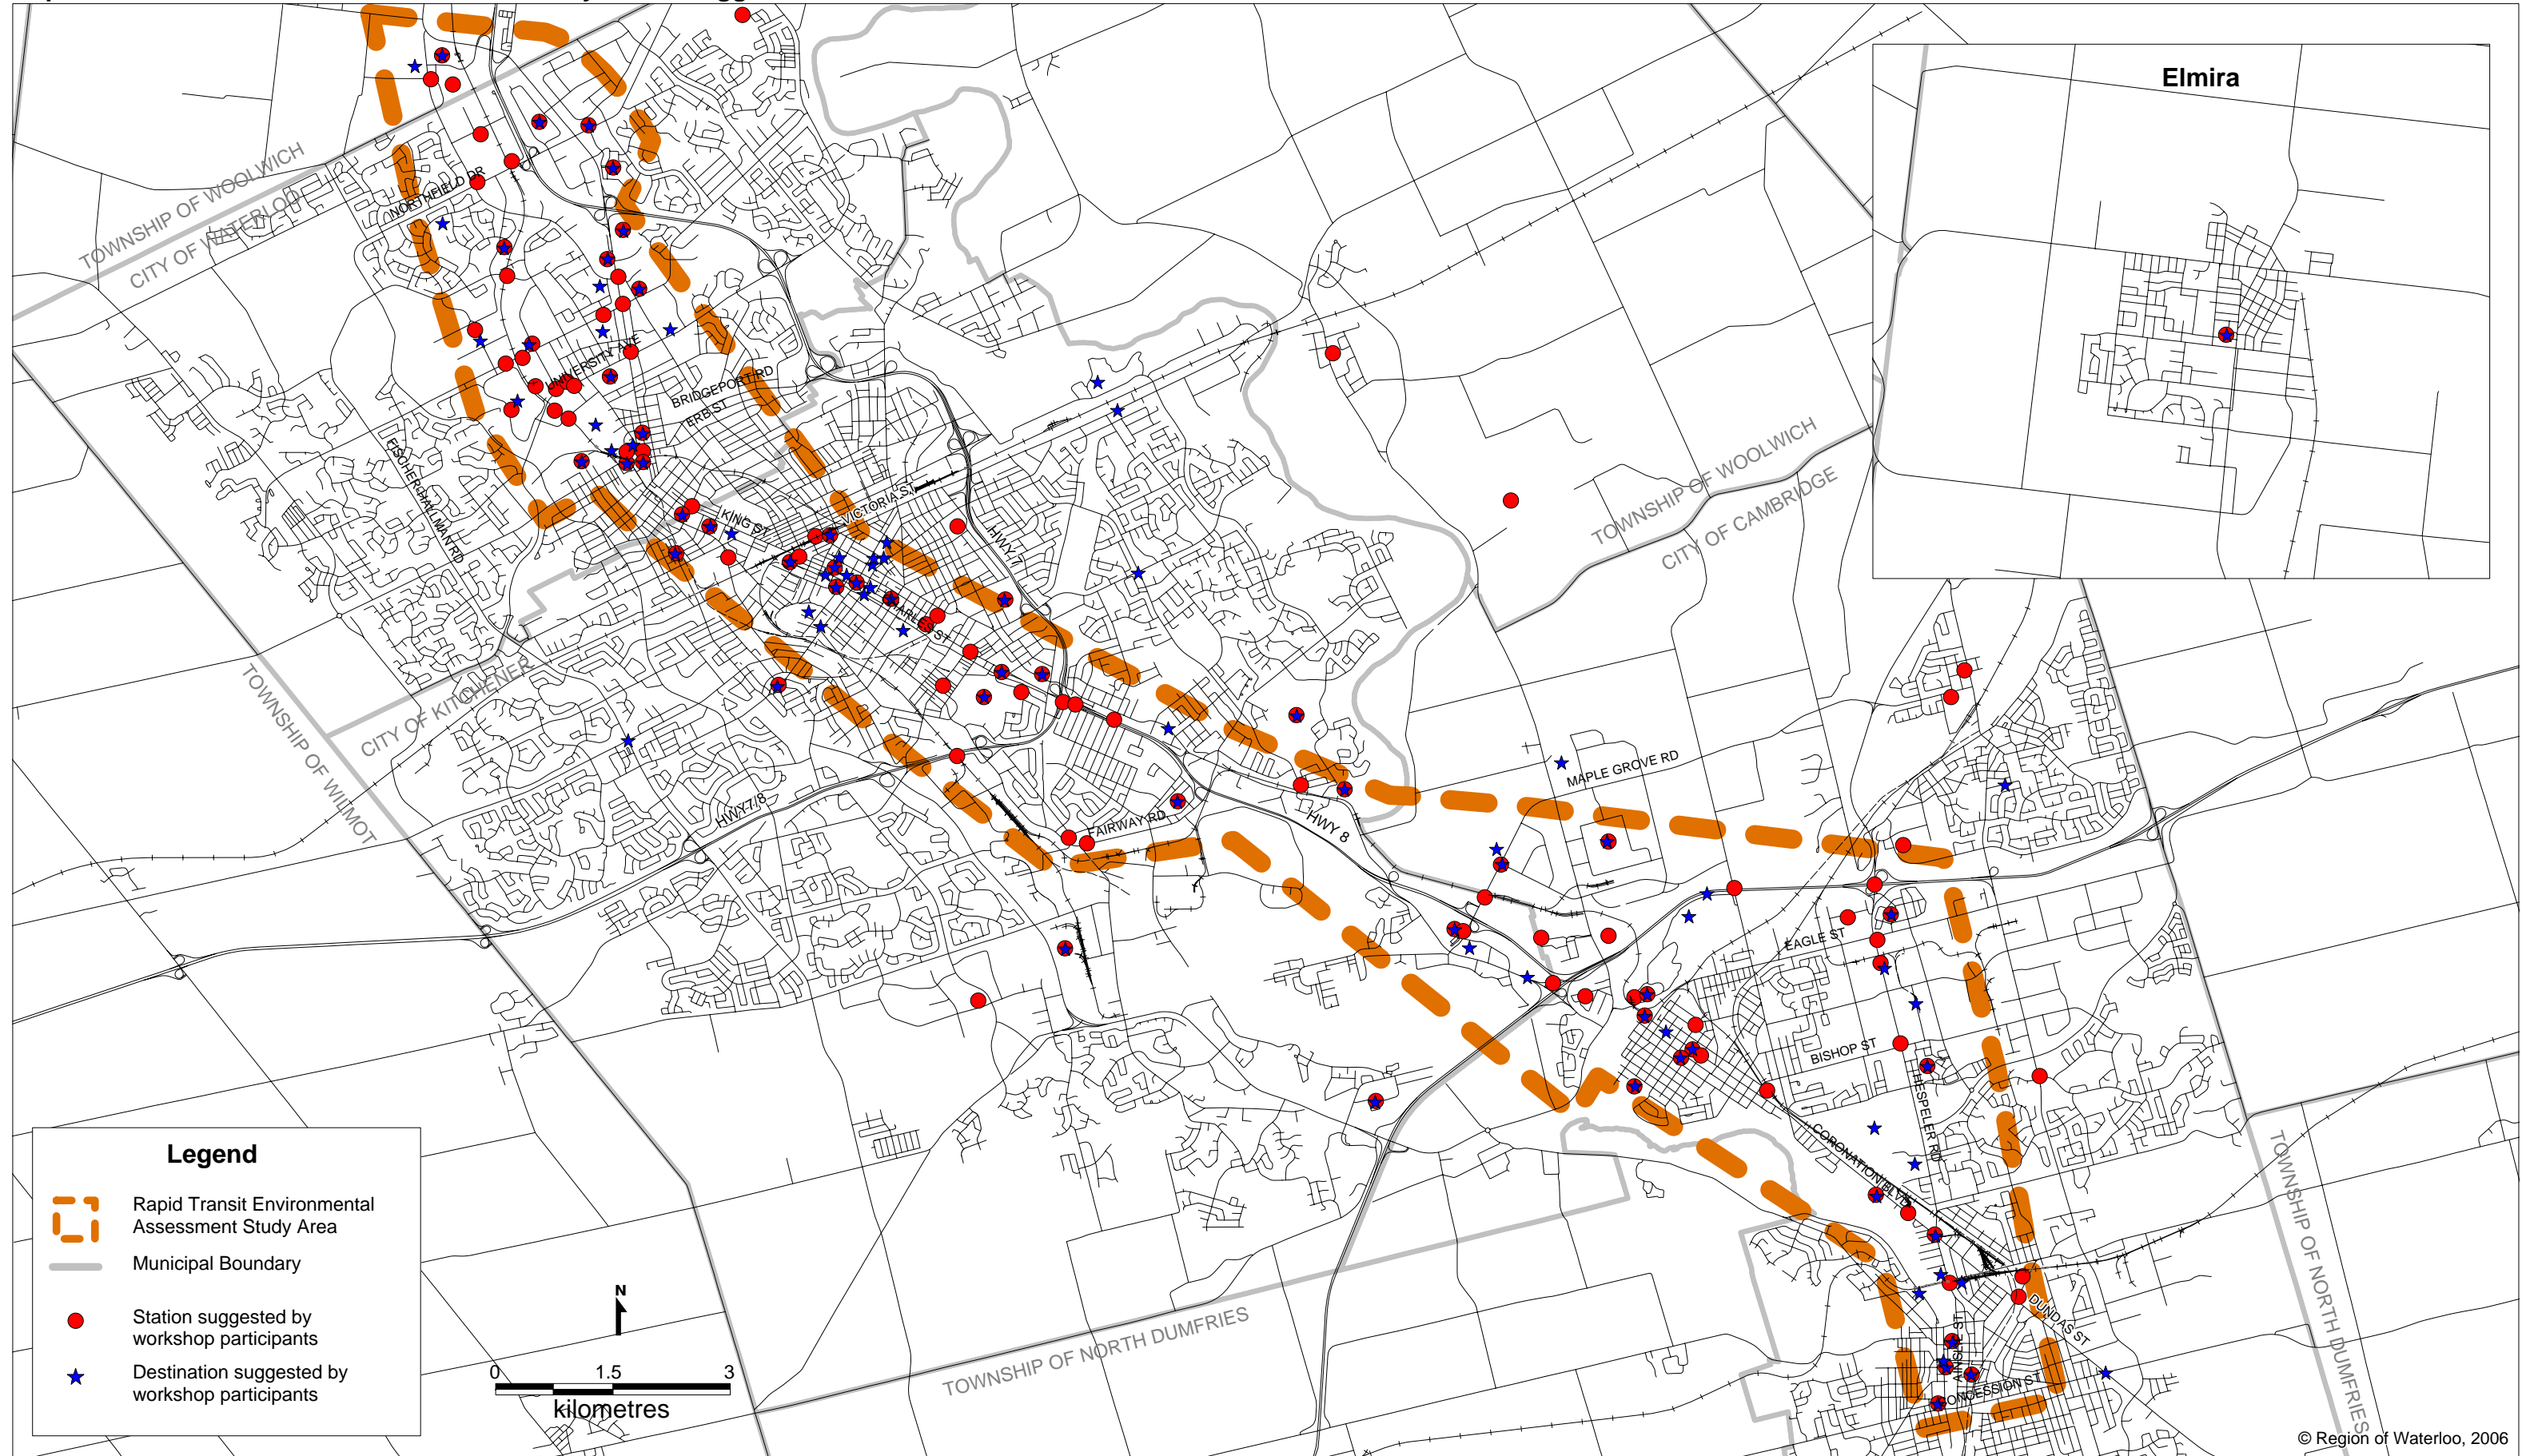 Elmira
TOWNSHIP OF WOOLWICH
CITY OF WATERLOO
NORTHFIELD DR
UNIVERSITY AVE
BRIDGEPORT RD
ERB ST
FISCHER HALLMAN RD
KING ST
VICTORIA ST
HWY 7
TOWNSHIP OF WOOLWICH
CITY OF CAMBRIDGE
CHARLES ST
CITY OF KITCHENER
TOWNSHIP OF WILMOT
HWY 7/8
FAIRWAY RD
HWY 8
MAPLE GROVE RD
EAGLE ST
BISHOP ST
HESPELER RD
CORONATION BLVD
DUNDAS ST
AINSLIE ST
CONCESSION ST
TOWNSHIP OF NORTH DUMFRIES
TOWNSHIP OF NORTH DUMFRIES
Legend
Rapid Transit Environmental
Assessment Study Area
Municipal Boundary
Station suggested by
workshop participants
Destination suggested by
workshop participants
N
0 1.5 3
kilometres
© Region of Waterloo, 2006